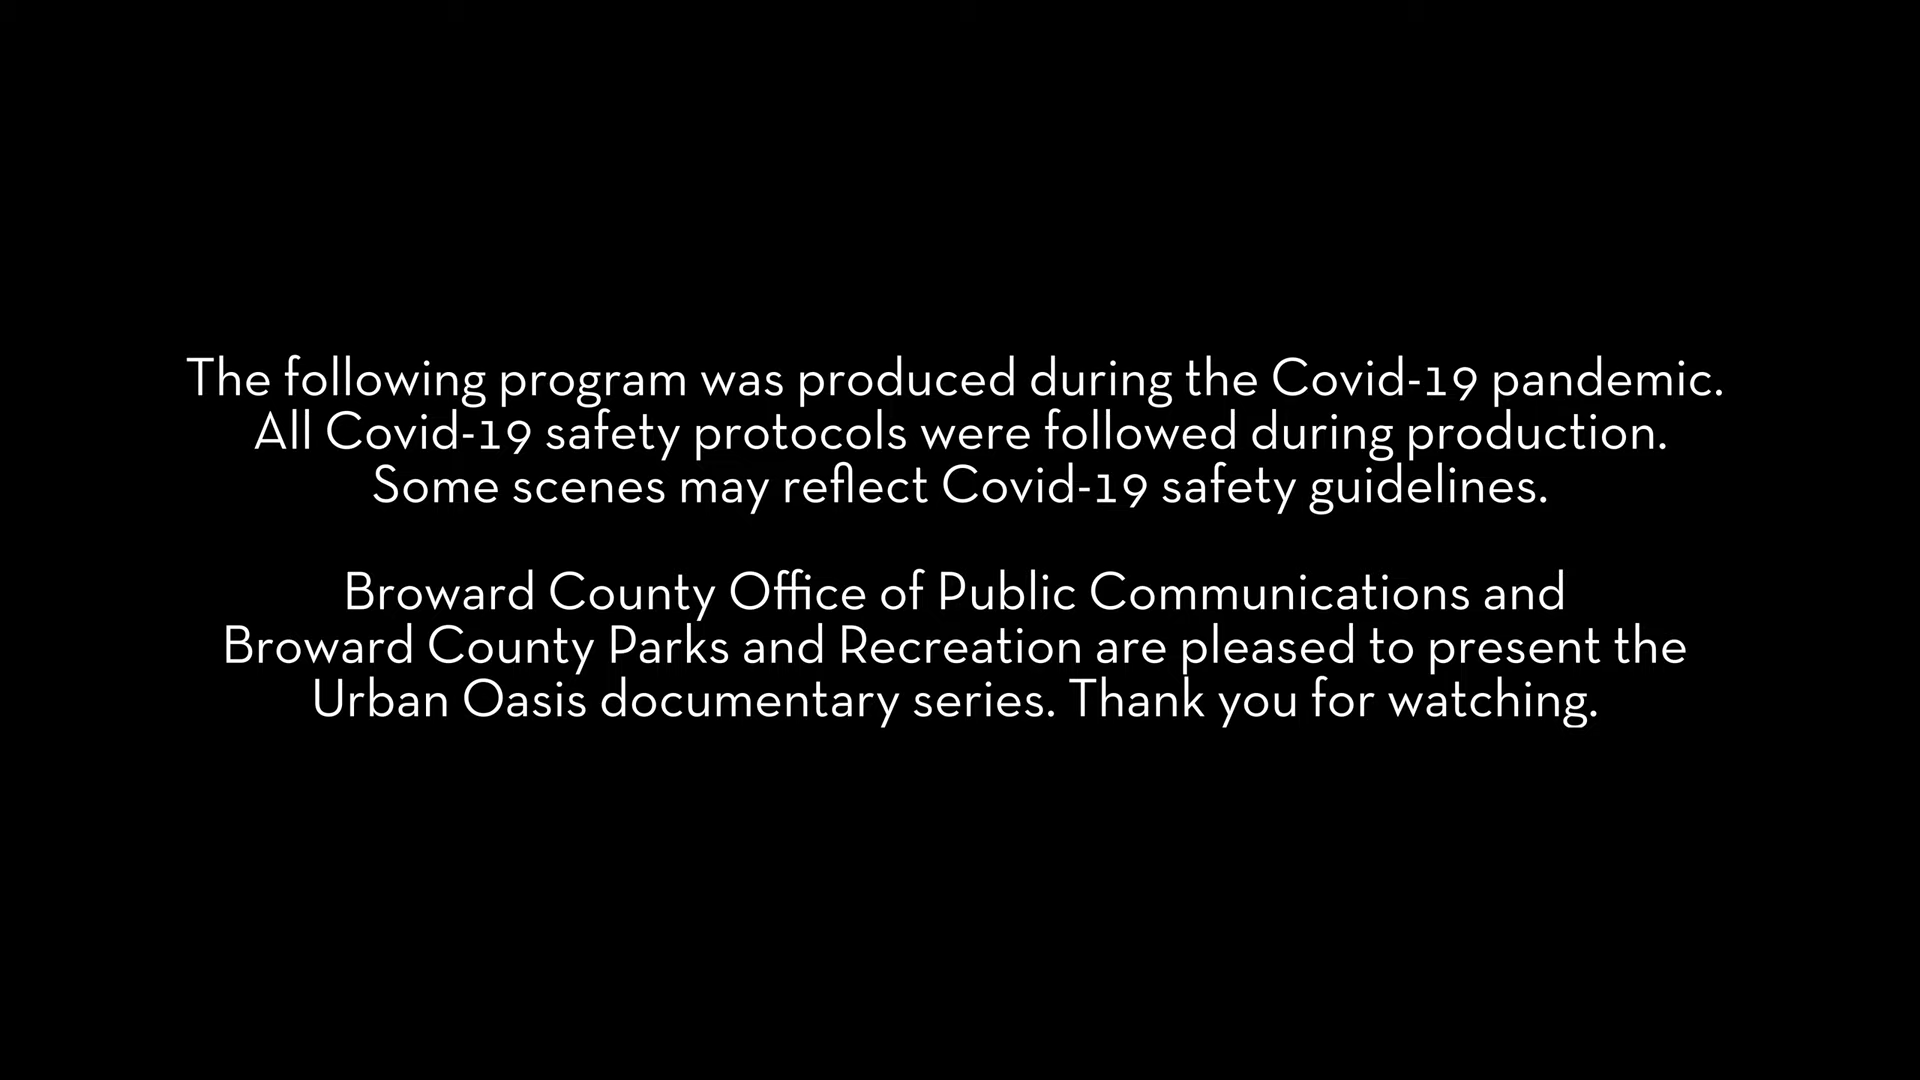 The following program was produced during the Covid-19 pandemic.
All Covid-19 safety protocols were followed during production.
Some scenes may reflect Covid-19 safety guidelines.
Broward County Office of Public Communications and
Broward County Parks and Recreation are pleased to present the
Urban Oasis documentary series. Thank you for watching.